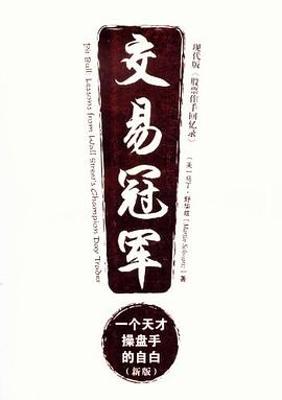 现代版《股票作手回忆录》
交易冠军
Pit Bull: Lessons from Wall Street's Champion Day Trader
(美) 马丁·舒华兹 (Martin Schwartz) 著
一个天才
操盘手
的自白
(新版)